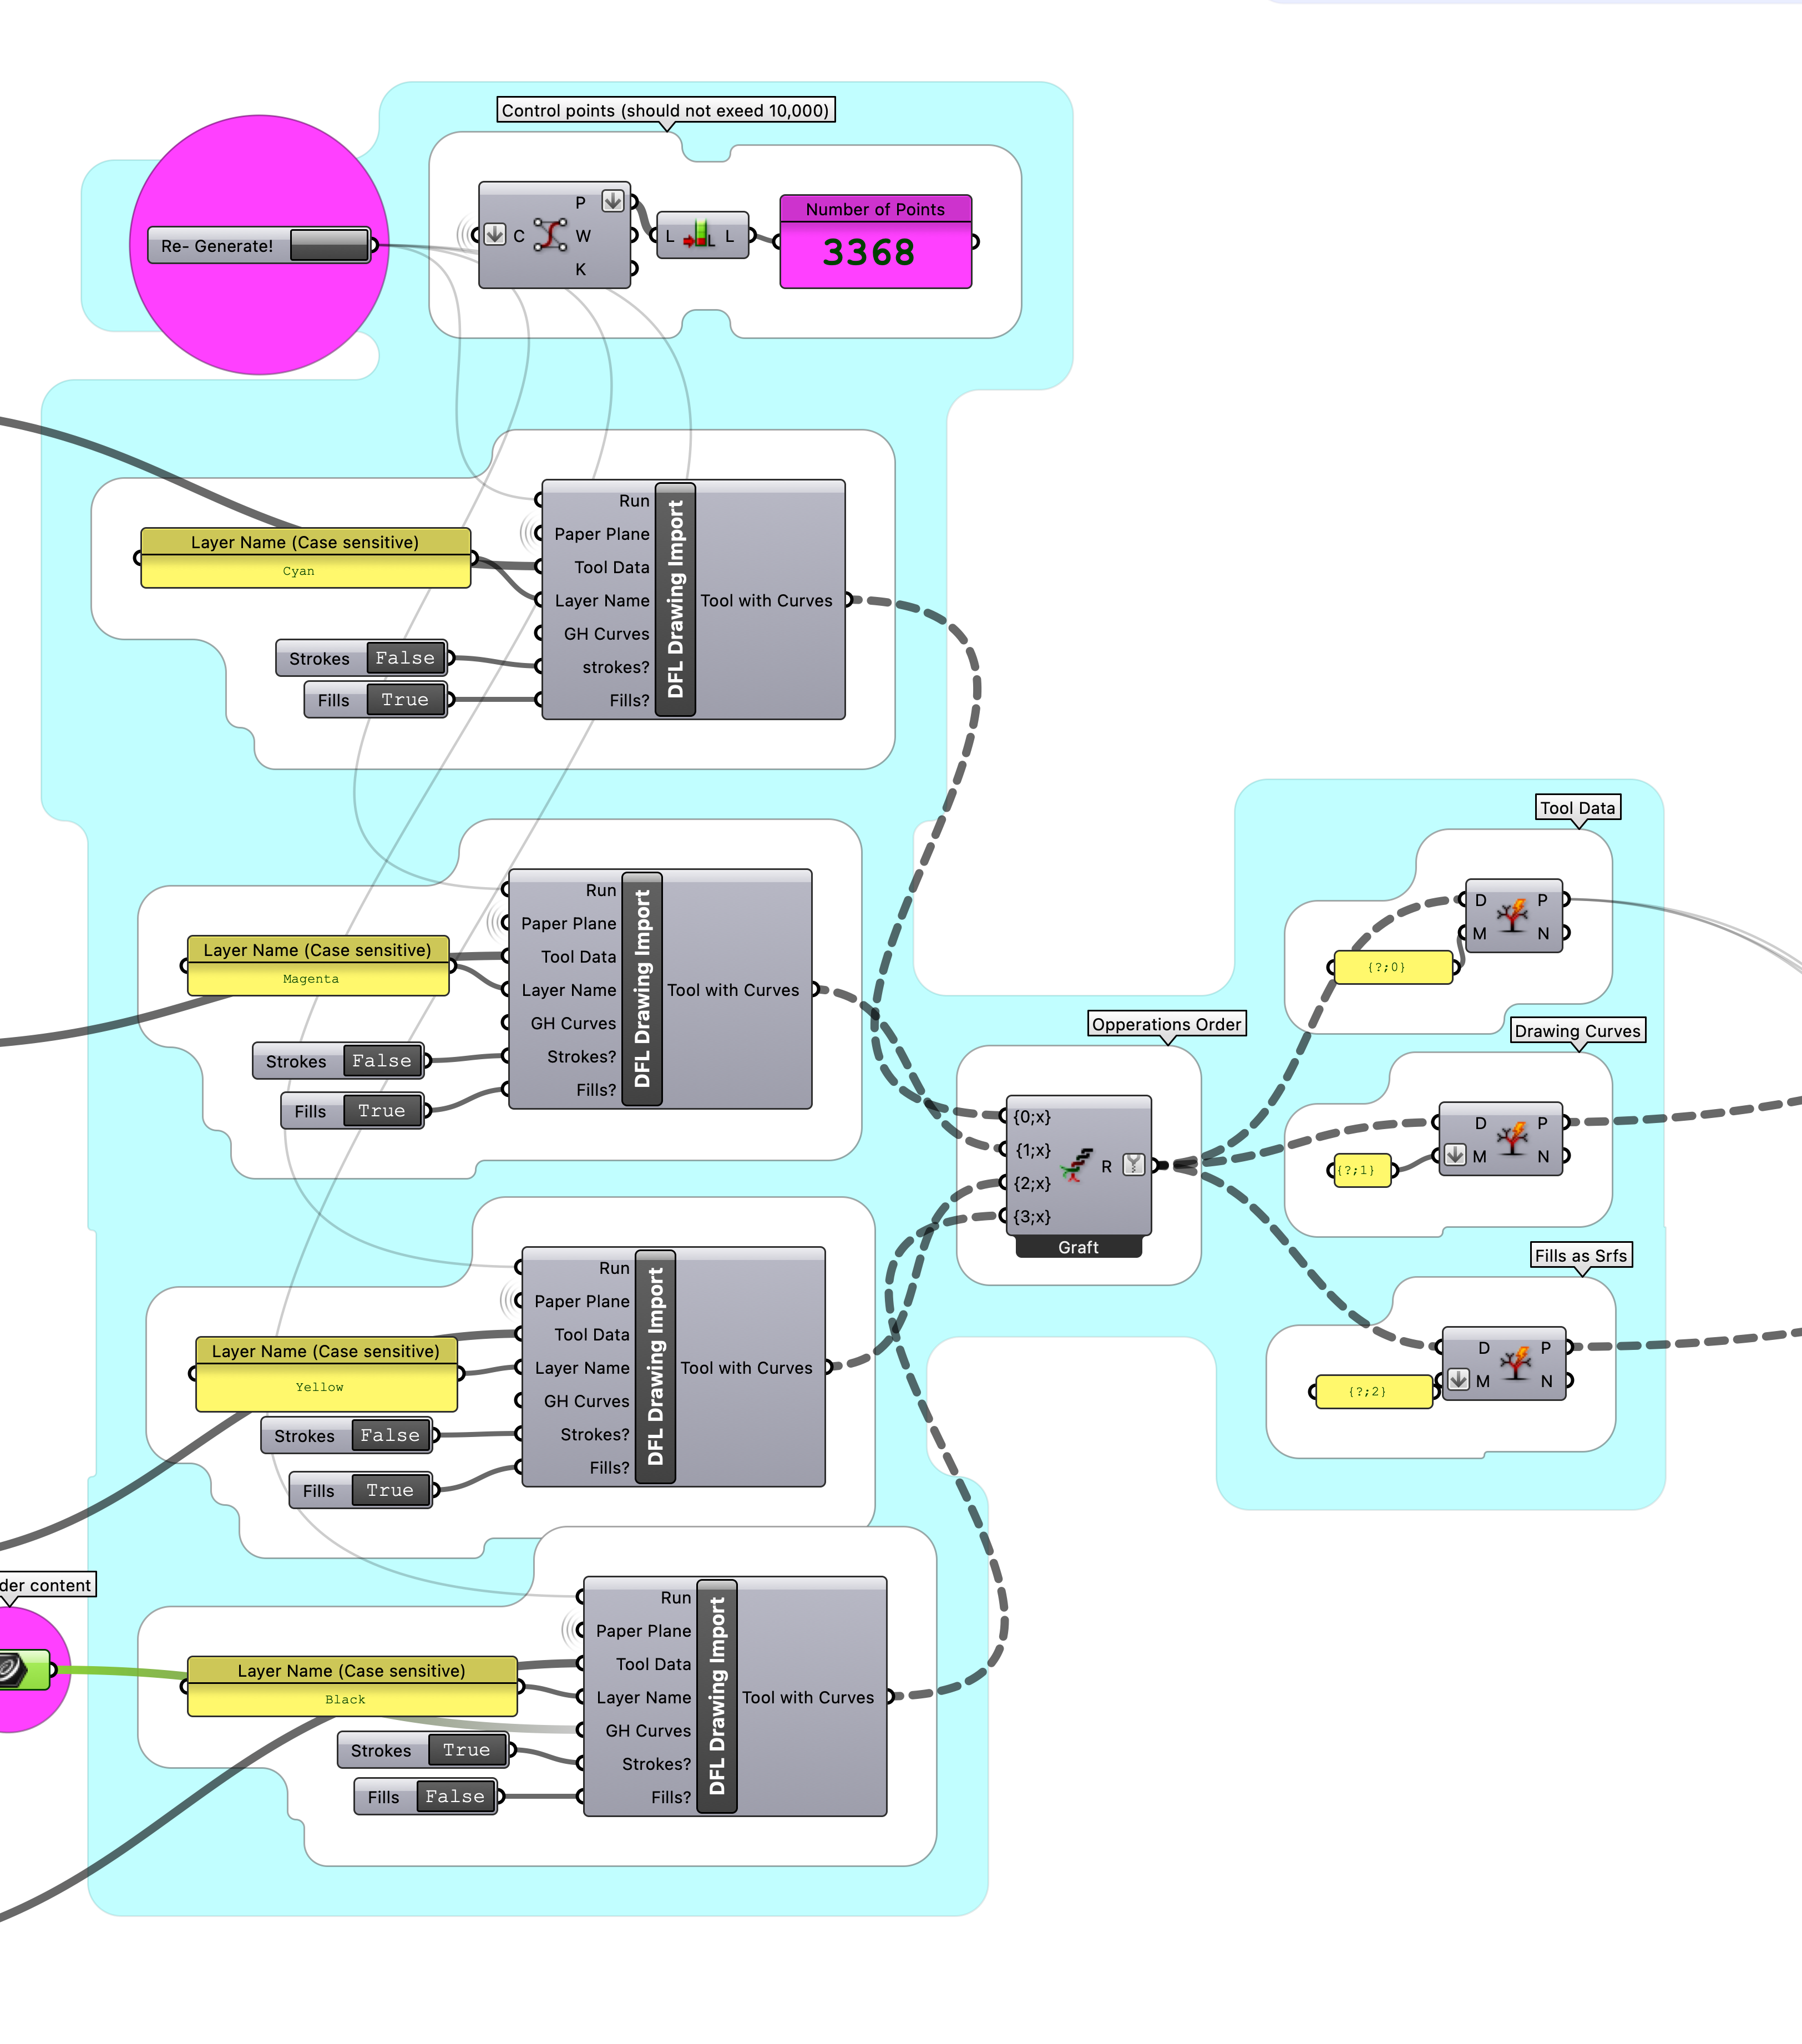 Control points (should not exeed 10,000)
Re- Generate!
C
P
W
K
L
L
L
Number of Points
3368
Layer Name (Case sensitive)
Cyan
Strokes False
Fills True
Run
Paper Plane
Tool Data
Layer Name
GH Curves
strokes?
Fills?
DFL Drawing Import
Tool with Curves
Layer Name (Case sensitive)
Magenta
Strokes False
Fills True
Run
Paper Plane
Tool Data
Layer Name
GH Curves
Strokes?
Fills?
DFL Drawing Import
Tool with Curves
Layer Name (Case sensitive)
Yellow
Strokes False
Fills True
Run
Paper Plane
Tool Data
Layer Name
GH Curves
Strokes?
Fills?
DFL Drawing Import
Tool with Curves
der content
Layer Name (Case sensitive)
Black
Strokes True
Fills False
Run
Paper Plane
Tool Data
Layer Name
GH Curves
Strokes?
Fills?
DFL Drawing Import
Tool with Curves
Opperations Order
{0;x}
{1;x}
{2;x}
{3;x}
R
Graft
Tool Data
{?;0}
D P
M N
Drawing Curves
{?;1}
D P
M N
Fills as Srfs
{?;2}
D P
M N